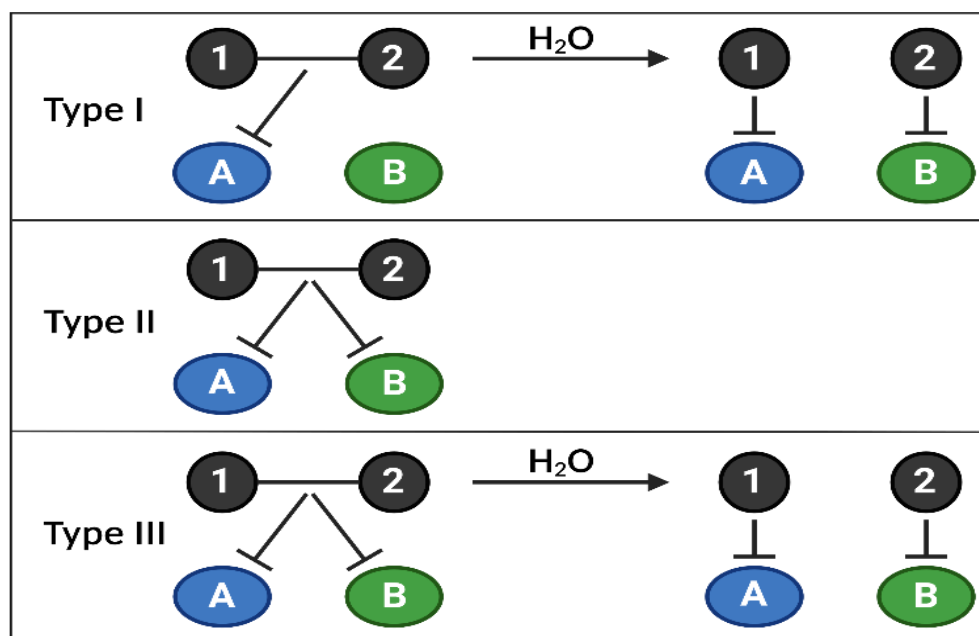 1 2 H₂O 1 2
Type I
A B A B
1 2
Type II
A B
1 2 H₂O 1 2
Type III
A B A B